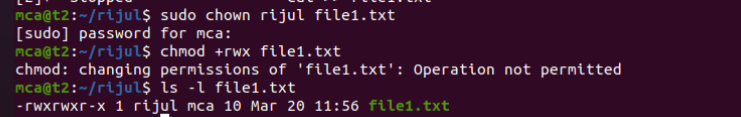 mca@t2:~/rijul$ sudo chown rijul file1.txt
[sudo] password for mca:
mca@t2:~/rijul$ chmod +rwx file1.txt
chmod: changing permissions of 'file1.txt': Operation not permitted
mca@t2:~/rijul$ ls -l file1.txt
-rwxrwxr-x 1 rijul mca 10 Mar 20 11:56 file1.txt